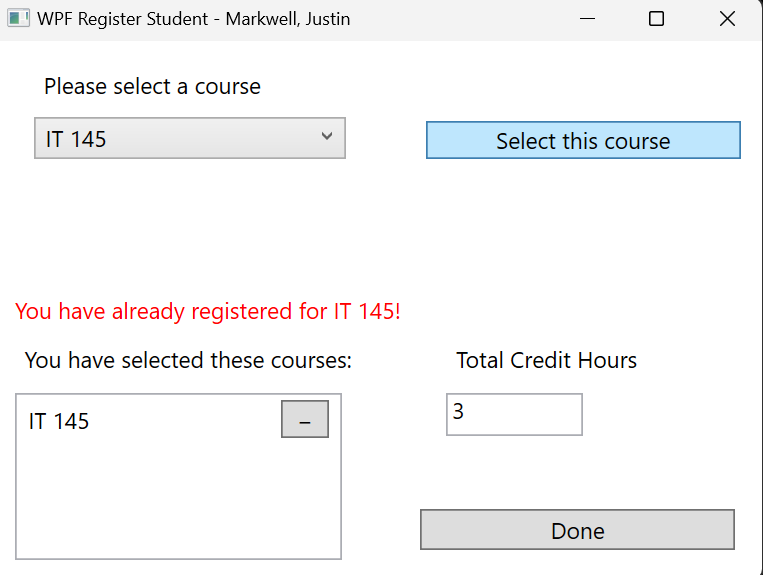 WPF Register Student - Markwell, Justin
Please select a course
IT 145
Select this course
You have already registered for IT 145!
You have selected these courses:
Total Credit Hours
IT 145
–
3
Done